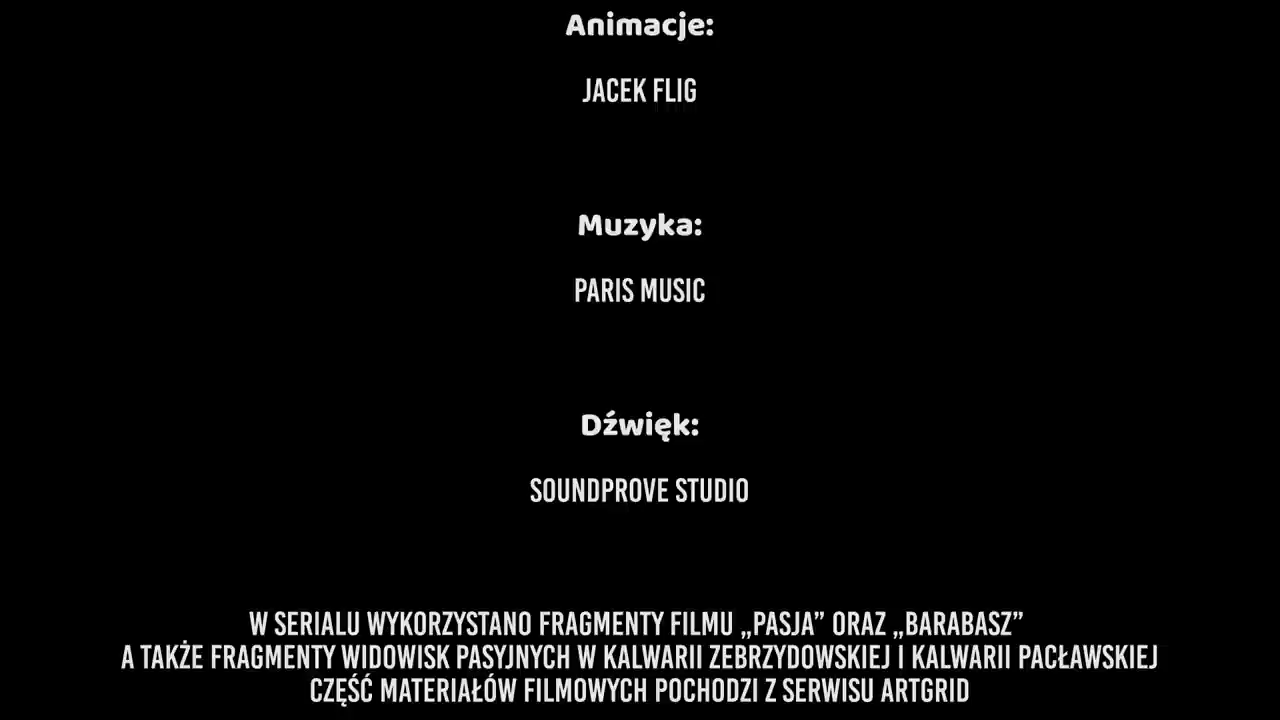 Animacje:
JACEK FLIG
Muzyka:
PARIS MUSIC
Dźwięk:
SOUNDPROVE STUDIO
W SERIALU WYKORZYSTANO FRAGMENTY FILMU „PASJA” ORAZ „BARABASZ”
A TAKŻE FRAGMENTY WIDOWISK PASYJNYCH W KALWARII ZEBRZYDOWSKIEJ I KALWARII PACŁAWSKIEJ
CZĘŚĆ MATERIAŁÓW FILMOWYCH POCHODZI Z SERWISU ARTGRID